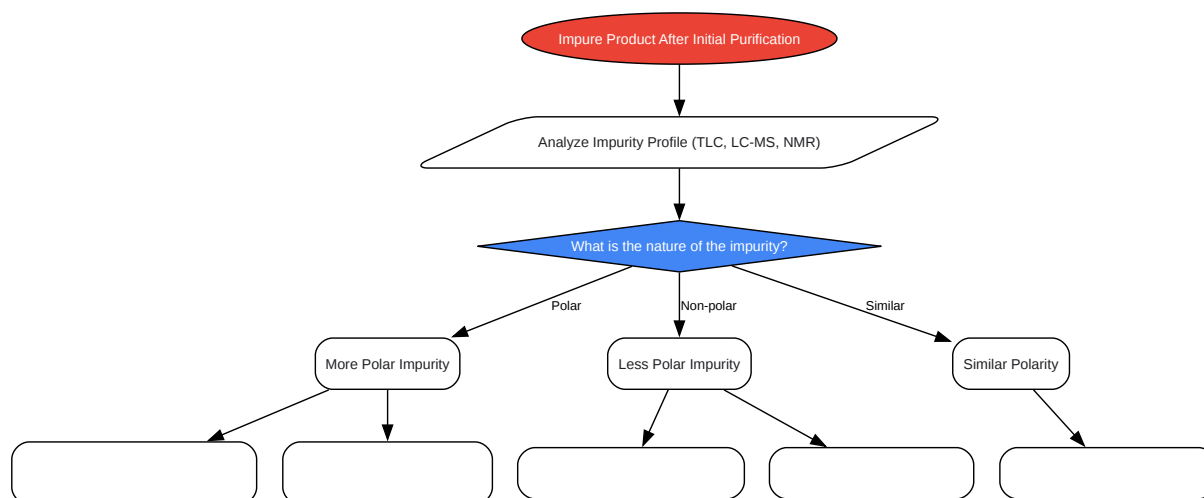 Impure Product After Initial Purification
Analyze Impurity Profile (TLC, LC-MS, NMR)
What is the nature of the impurity?
Polar
Non-polar
Similar
More Polar Impurity
Less Polar Impurity
Similar Polarity